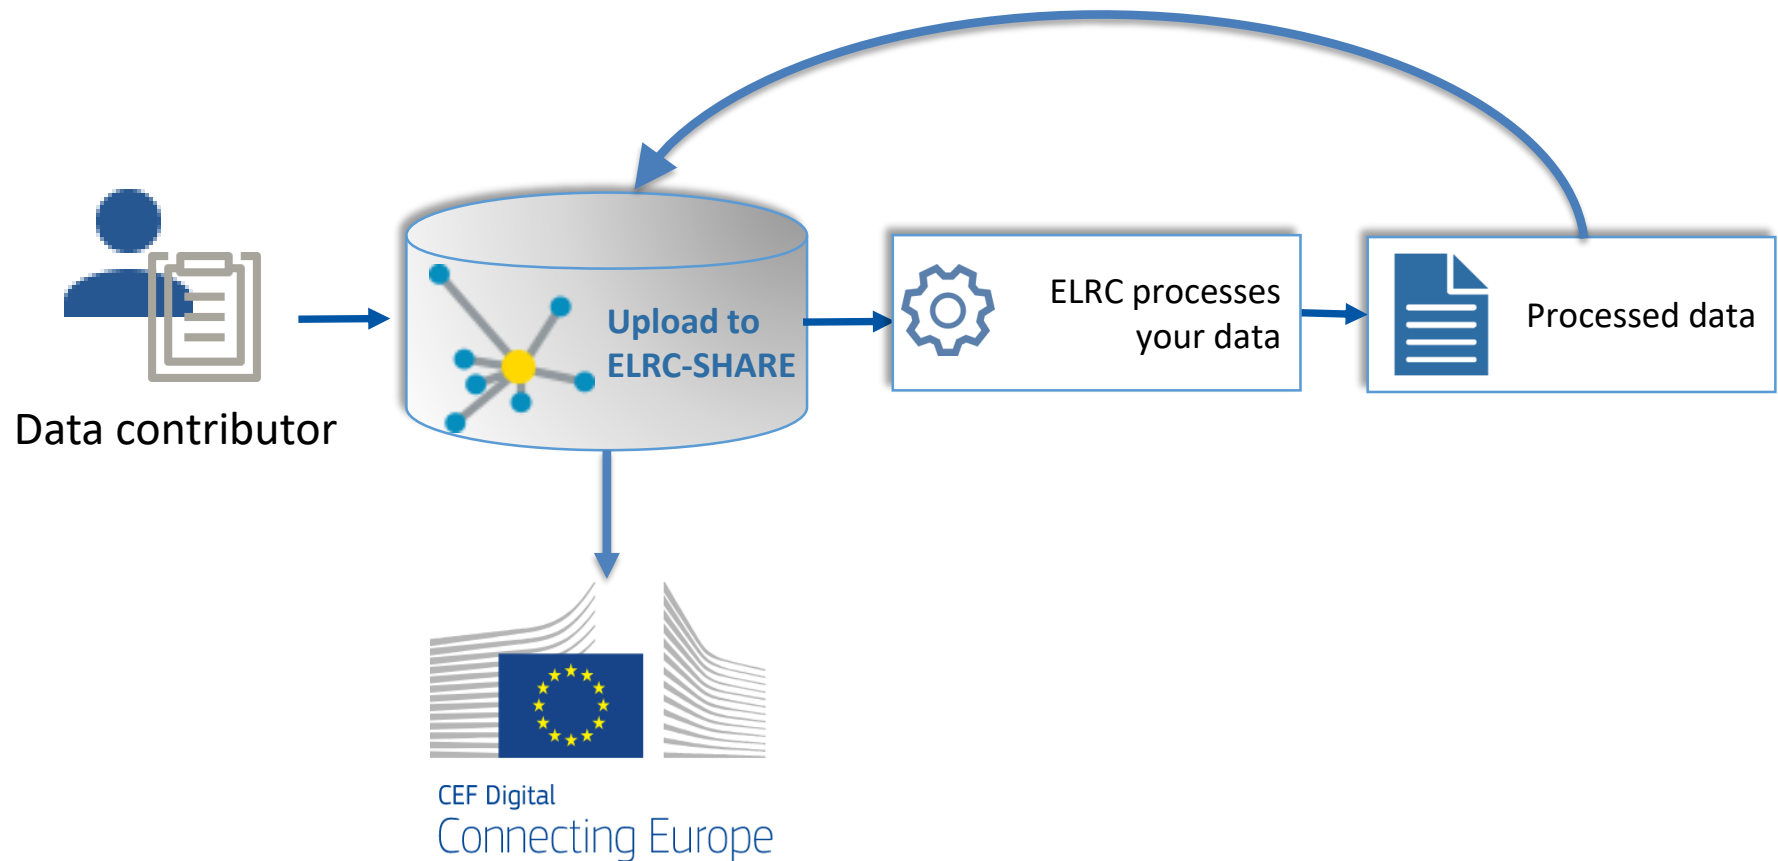 Data contributor
Upload to
ELRC-SHARE
ELRC processes
your data
Processed data
CEF Digital
Connecting Europe